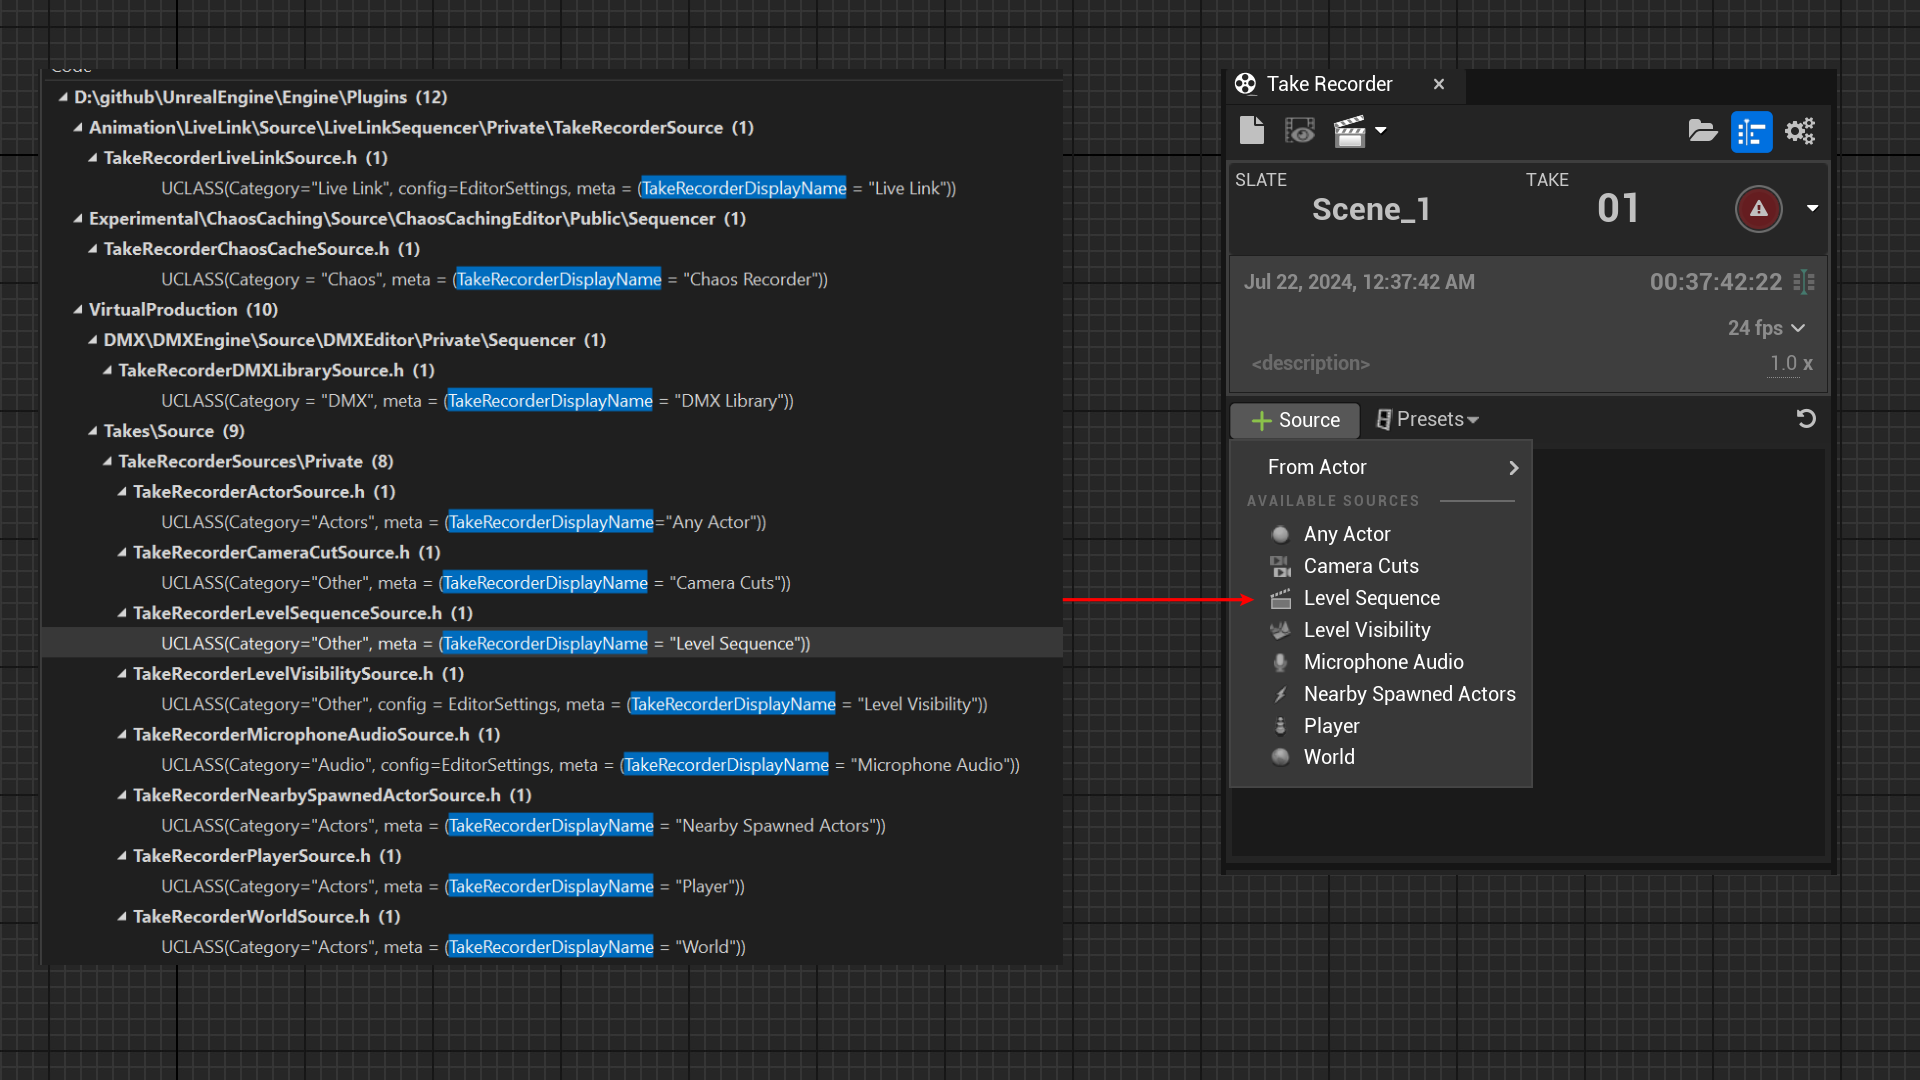 Code
D:\github\UnrealEngine\Engine\Plugins (12)
Animation\LiveLink\Source\LiveLinkSequencer\Private\TakeRecorderSource (1)
TakeRecorderLiveLinkSource.h (1)
UCLASS(Category="Live Link", config=EditorSettings, meta = (TakeRecorderDisplayName = "Live Link"))
Experimental\ChaosCaching\Source\ChaosCachingEditor\Public\Sequencer (1)
TakeRecorderChaosCacheSource.h (1)
UCLASS(Category = "Chaos", meta = (TakeRecorderDisplayName = "Chaos Recorder"))
VirtualProduction (10)
DMX\DMXEngine\Source\DMXEditor\Private\Sequencer (1)
TakeRecorderDMXLibrarySource.h (1)
UCLASS(Category = "DMX", meta = (TakeRecorderDisplayName = "DMX Library"))
Takes\Source (9)
TakeRecorderSources\Private (8)
TakeRecorderActorSource.h (1)
UCLASS(Category="Actors", meta = (TakeRecorderDisplayName="Any Actor"))
TakeRecorderCameraCutSource.h (1)
UCLASS(Category="Other", meta = (TakeRecorderDisplayName = "Camera Cuts"))
TakeRecorderLevelSequenceSource.h (1)
UCLASS(Category="Other", meta = (TakeRecorderDisplayName = "Level Sequence"))
TakeRecorderLevelVisibilitySource.h (1)
UCLASS(Category="Other", config = EditorSettings, meta = (TakeRecorderDisplayName = "Level Visibility"))
TakeRecorderMicrophoneAudioSource.h (1)
UCLASS(Category="Audio", config=EditorSettings, meta = (TakeRecorderDisplayName = "Microphone Audio"))
TakeRecorderNearbySpawnedActorSource.h (1)
UCLASS(Category="Actors", meta = (TakeRecorderDisplayName = "Nearby Spawned Actors"))
TakeRecorderPlayerSource.h (1)
UCLASS(Category="Actors", meta = (TakeRecorderDisplayName = "Player"))
TakeRecorderWorldSource.h (1)
UCLASS(Category="Actors", meta = (TakeRecorderDisplayName = "World"))
Take Recorder
SLATE
TAKE
Scene_1
01
Jul 22, 2024, 12:37:42 AM
00:37:42:22
24 fps
<description>
1.0 x
Source
Presets
From Actor
AVAILABLE SOURCES
Any Actor
Camera Cuts
Level Sequence
Level Visibility
Microphone Audio
Nearby Spawned Actors
Player
World